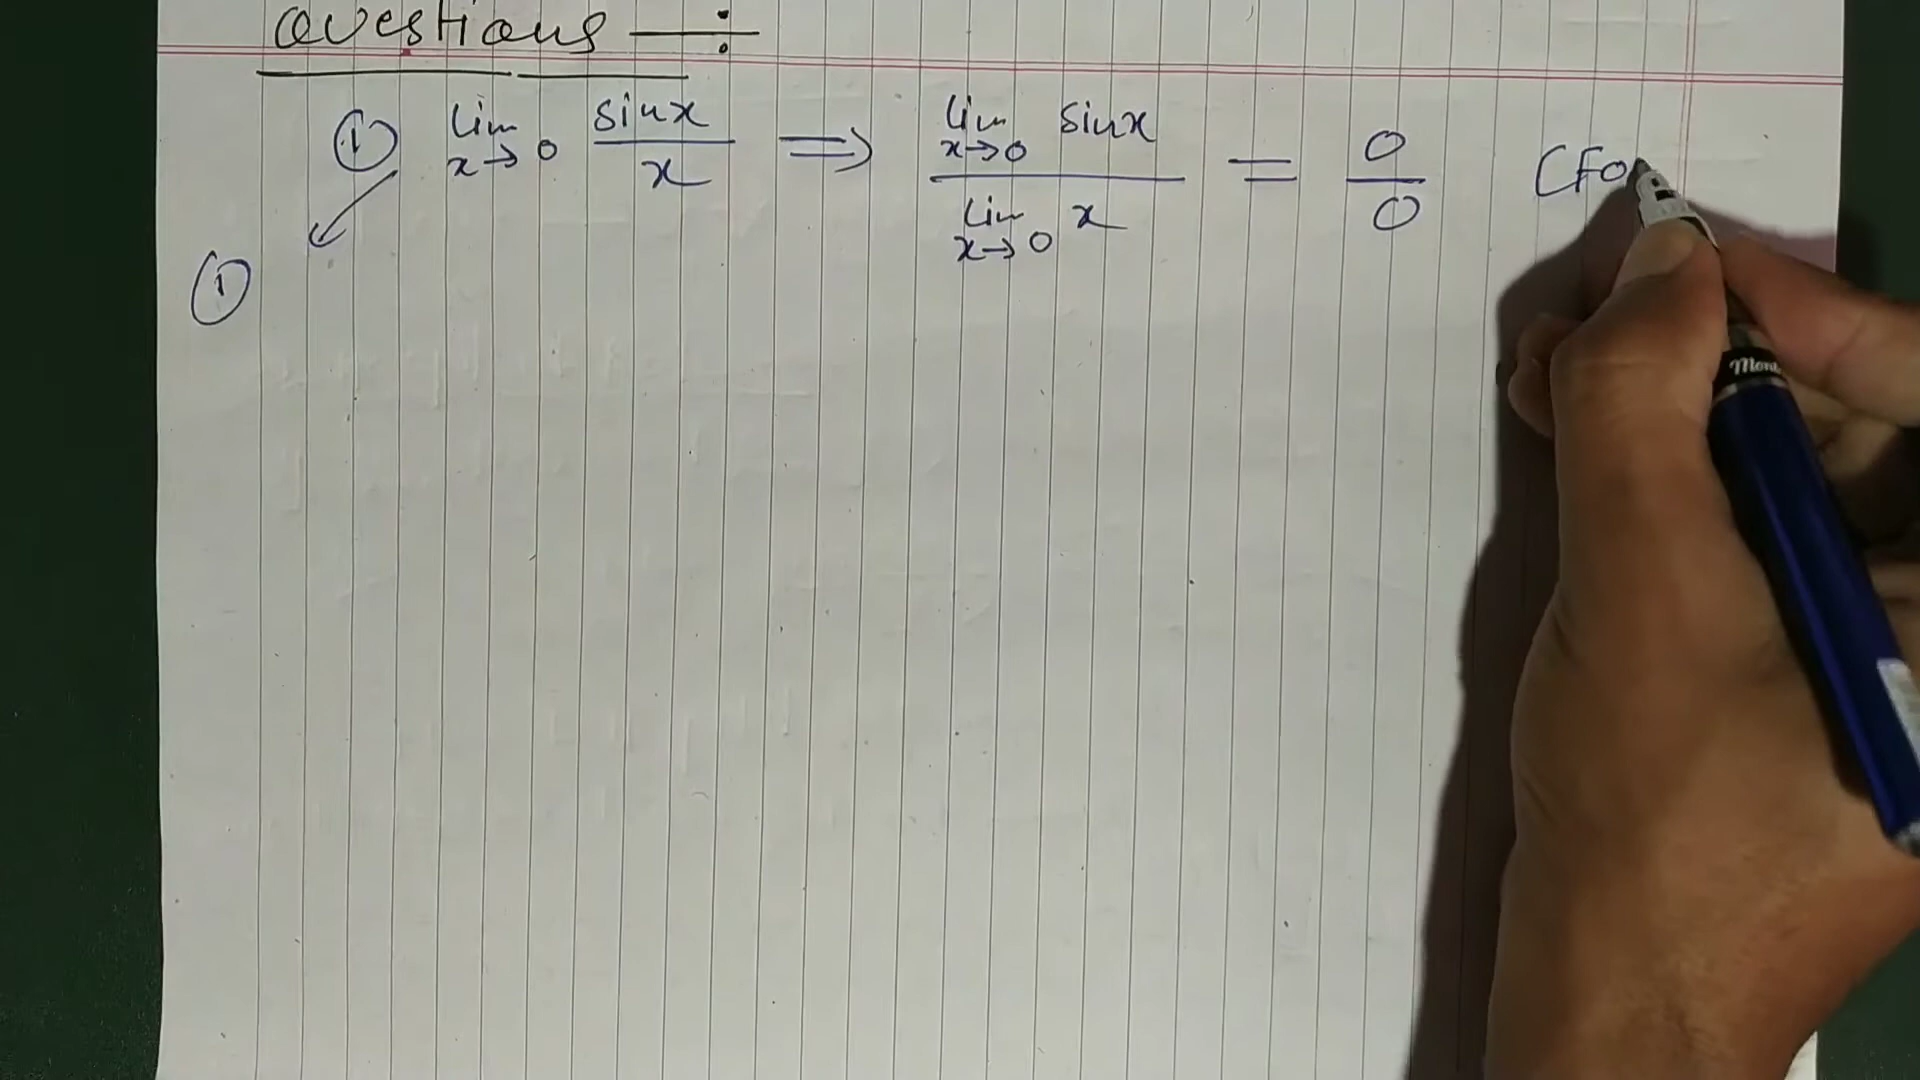 Questions ÷
① lim x→0 sinx/x ⟹ lim x→0 sinx / lim x→0 x = 0/0 (Fo
①